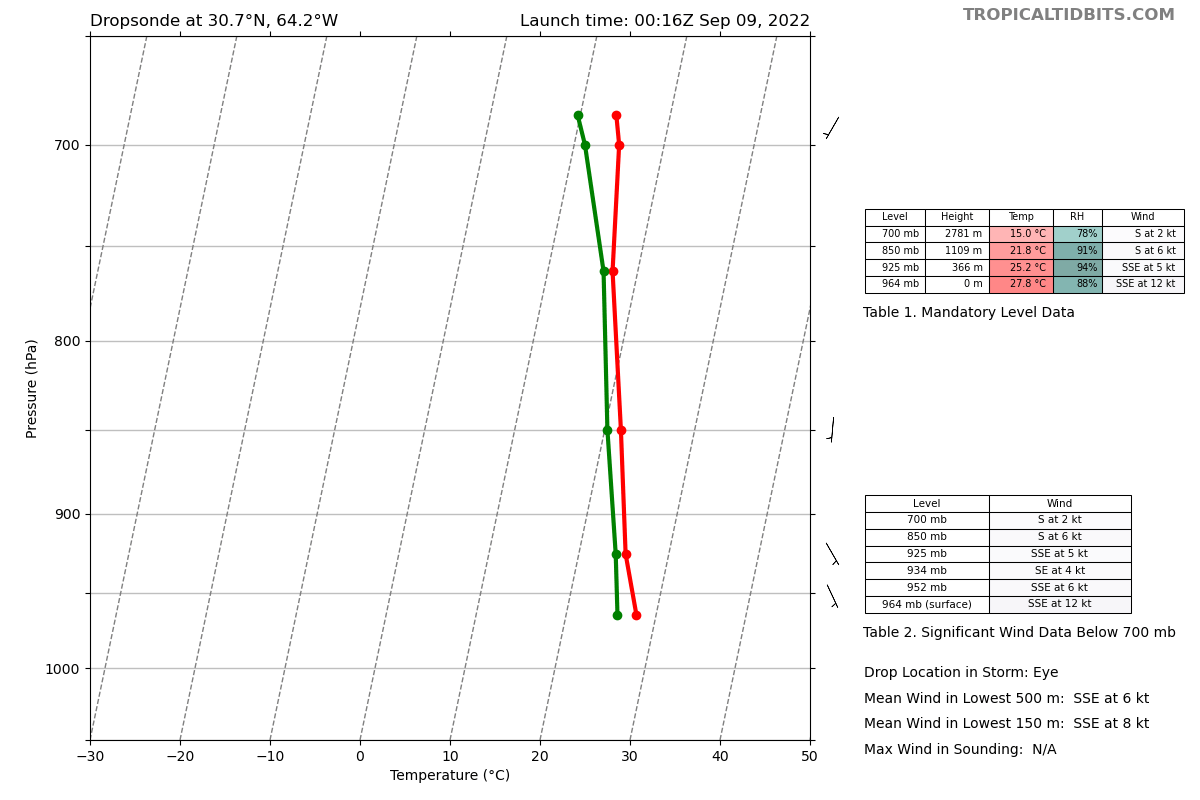 Dropsonde at 30.7°N, 64.2°W
Launch time: 00:16Z Sep 09, 2022
TROPICALTIDBITS.COM
Pressure (hPa)
700
800
900
1000
−30 −20 −10 0 10 20 30 40 50
Temperature (°C)
Level Height Temp RH Wind
700 mb 2781 m 15.0 °C 78% S at 2 kt
850 mb 1109 m 21.8 °C 91% S at 6 kt
925 mb 366 m 25.2 °C 94% SSE at 5 kt
964 mb 0 m 27.8 °C 88% SSE at 12 kt
Table 1. Mandatory Level Data
Level Wind
700 mb S at 2 kt
850 mb S at 6 kt
925 mb SSE at 5 kt
934 mb SE at 4 kt
952 mb SSE at 6 kt
964 mb (surface) SSE at 12 kt
Table 2. Significant Wind Data Below 700 mb
Drop Location in Storm: Eye
Mean Wind in Lowest 500 m:  SSE at 6 kt
Mean Wind in Lowest 150 m:  SSE at 8 kt
Max Wind in Sounding:  N/A